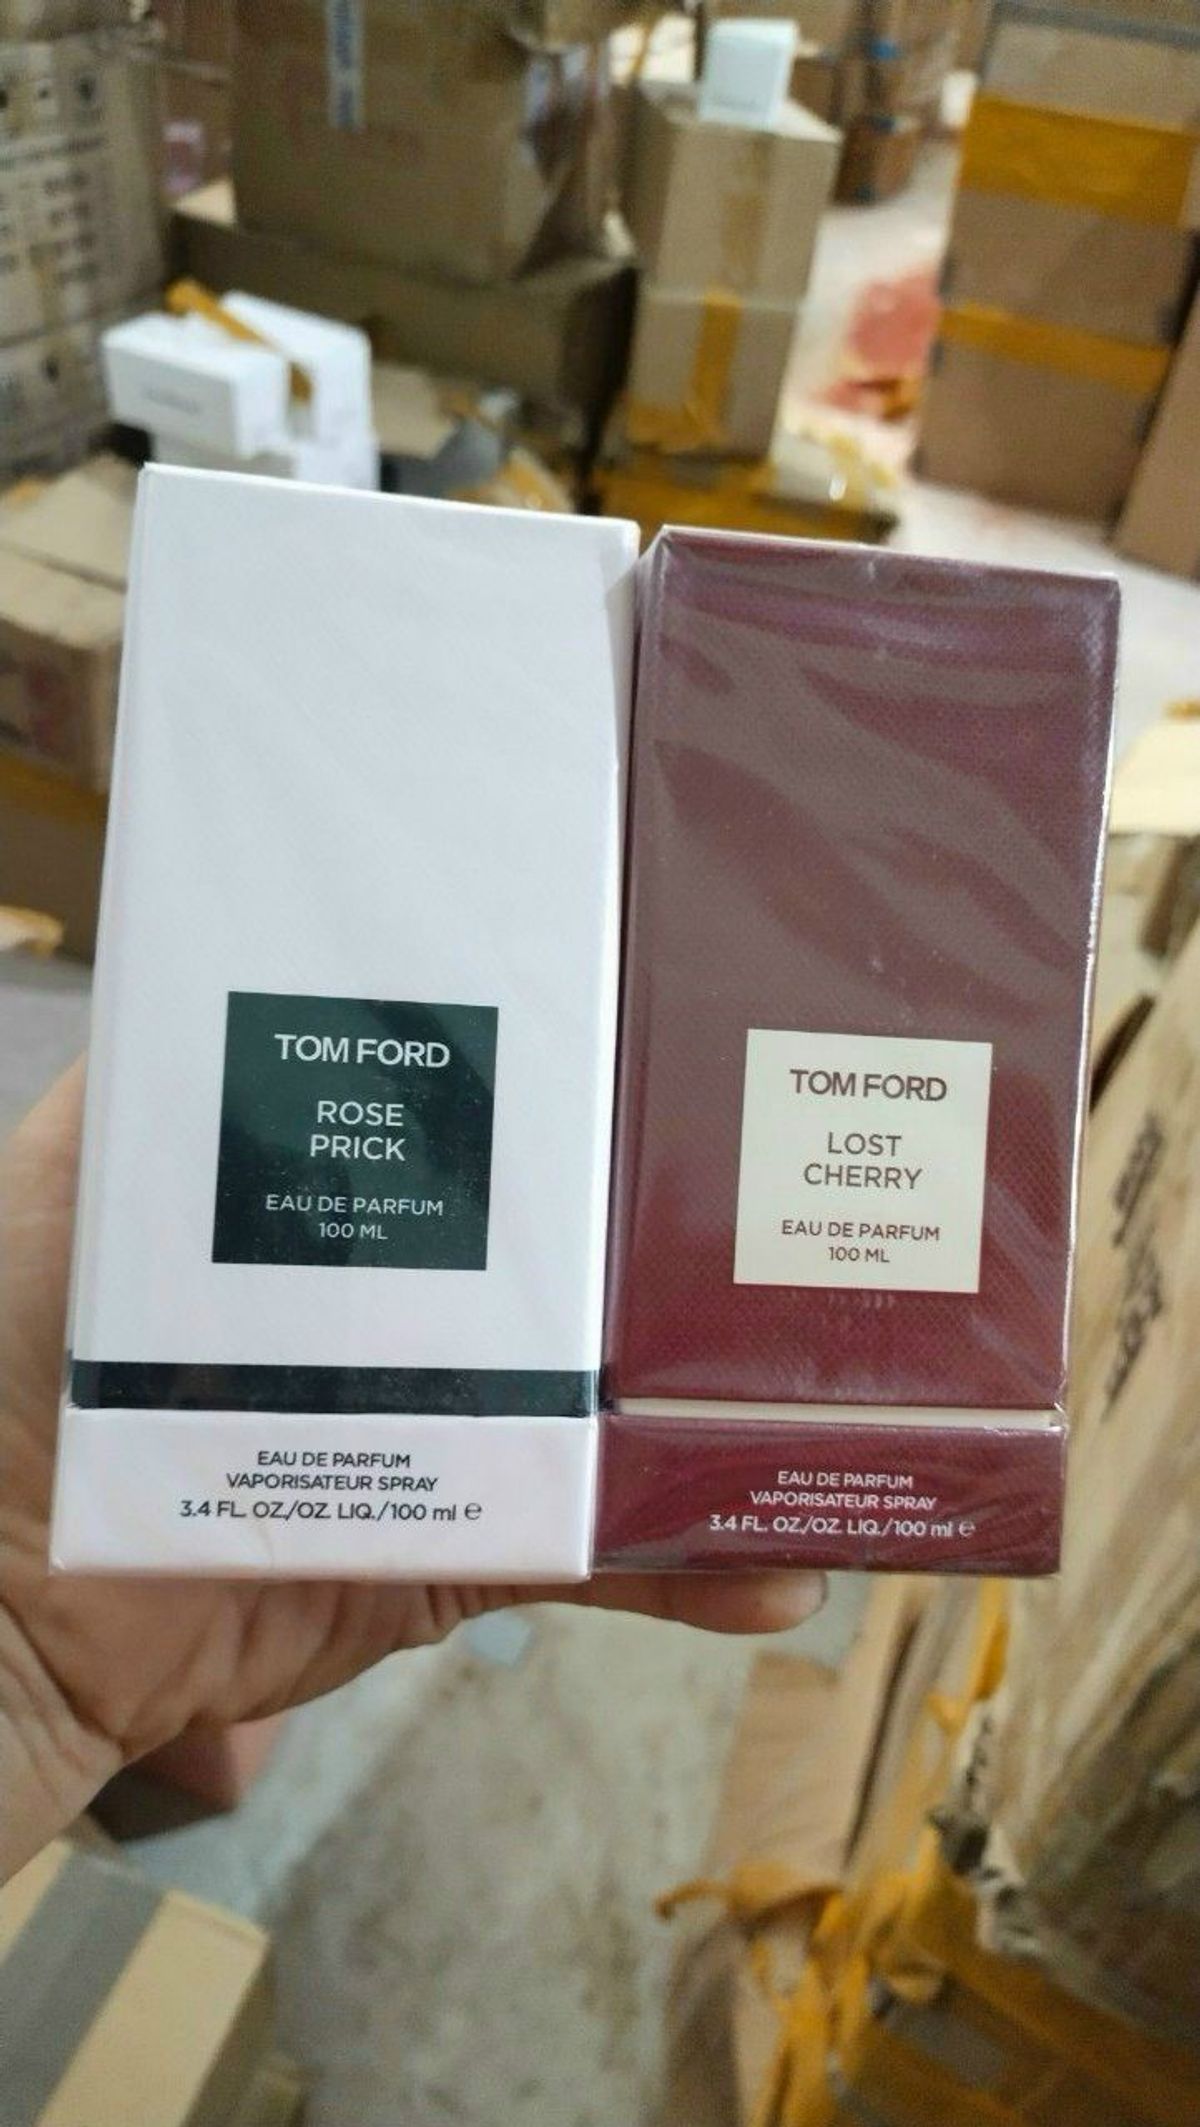 TOM FORD
ROSE
PRICK
EAU DE PARFUM
100 ML
EAU DE PARFUM
VAPORISATEUR SPRAY
3.4 FL. OZ./OZ. LIQ./100 ml ℮
TOM FORD
LOST
CHERRY
EAU DE PARFUM
100 ML
EAU DE PARFUM
VAPORISATEUR SPRAY
3.4 FL. OZ./OZ. LIQ./100 ml ℮